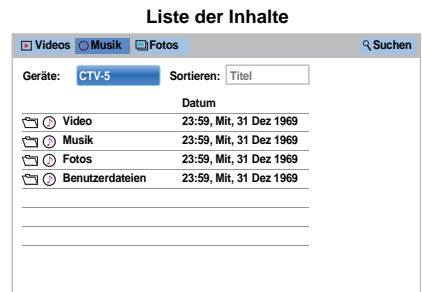 Liste der Inhalte
Videos Musik Fotos Suchen
Geräte: CTV-5 Sortieren: Titel
Datum
Video 23:59, Mit, 31 Dez 1969
Musik 23:59, Mit, 31 Dez 1969
Fotos 23:59, Mit, 31 Dez 1969
Benutzerdateien 23:59, Mit, 31 Dez 1969